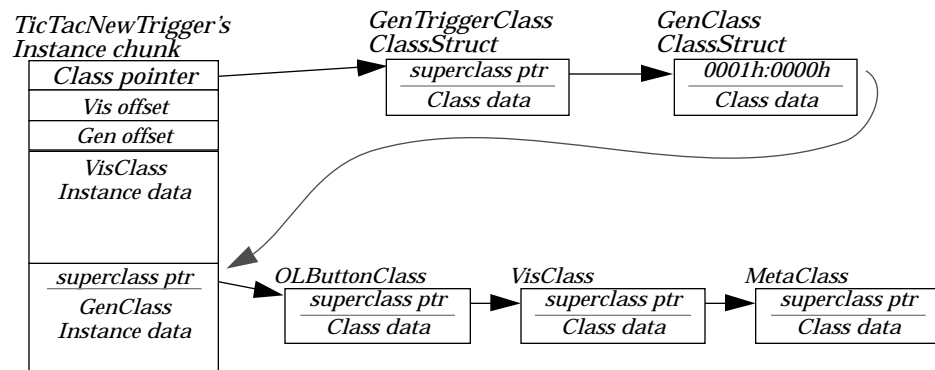 TicTacNewTrigger's
Instance chunk
Class pointer
Vis offset
Gen offset
VisClass
Instance data
superclass ptr
GenClass
Instance data
GenTriggerClass
ClassStruct
superclass ptr
Class data
GenClass
ClassStruct
0001h:0000h
Class data
OLButtonClass
superclass ptr
Class data
VisClass
superclass ptr
Class data
MetaClass
superclass ptr
Class data